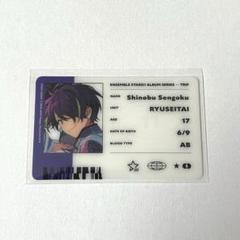 ENSEMBLE STARS!! ALBUM SERIES -- TRIP
NAME Shinobu Sengoku
UNIT RYUSEITAI
AGE 17
DATE OF BIRTH 6/9
BLOOD TYPE AB